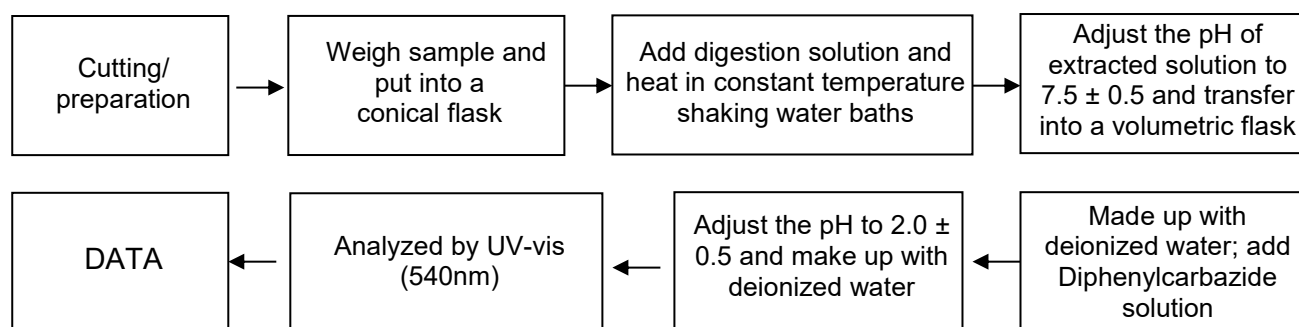 Cutting/
preparation
Weigh sample and
put into a
conical flask
Add digestion solution and
heat in constant temperature
shaking water baths
Adjust the pH of
extracted solution to
7.5 ± 0.5 and transfer
into a volumetric flask
Made up with
deionized water; add
Diphenylcarbazide
solution
Adjust the pH to 2.0 ±
0.5 and make up with
deionized water
Analyzed by UV-vis
(540nm)
DATA